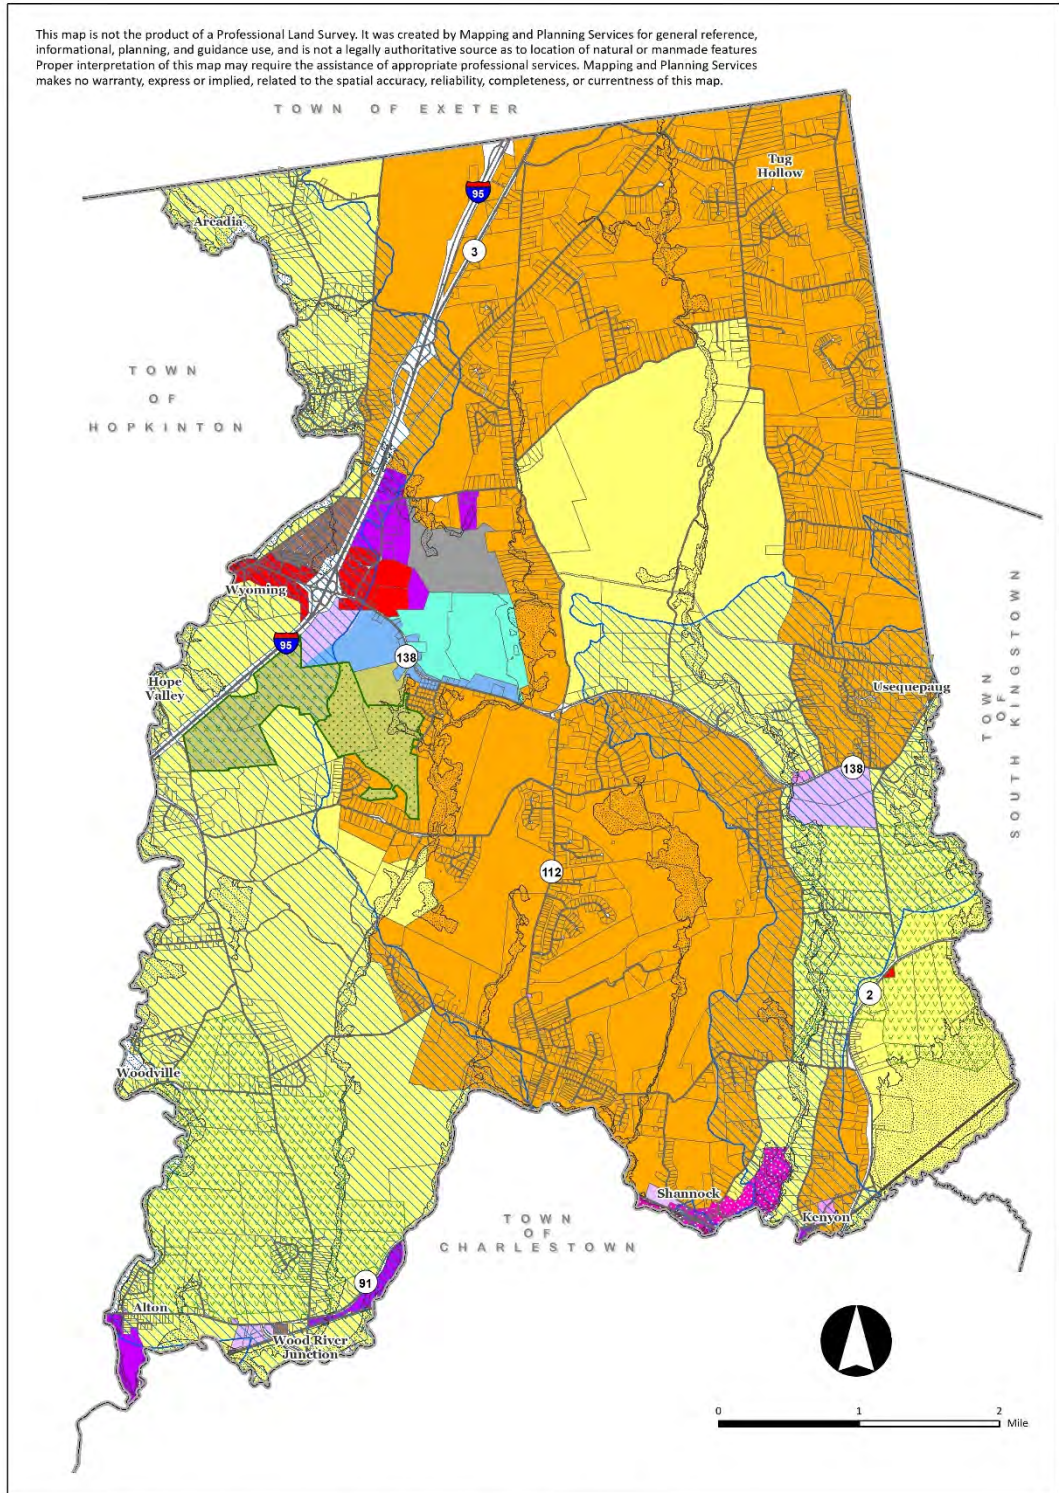 This map is not the product of a Professional Land Survey. It was created by Mapping and Planning Services for general reference,
informational, planning, and guidance use, and is not a legally authoritative source as to location of natural or manmade features
Proper interpretation of this map may require the assistance of appropriate professional services. Mapping and Planning Services
makes no warranty, express or implied, related to the spatial accuracy, reliability, completeness, or currentness of this map.
TOWN OF EXETER
Tug
Hollow
95
Arcadia
3
TOWN
OF
HOPKINTON
Wyoming
TOWN
OF
SOUTH KINGSTOWN
95
138
Hope
Valley
Usequepaug
138
112
2
Woodville
Shannock
Kenyon
TOWN
OF
CHARLESTOWN
91
Alton
Wood River
Junction
0 1 2
Mile